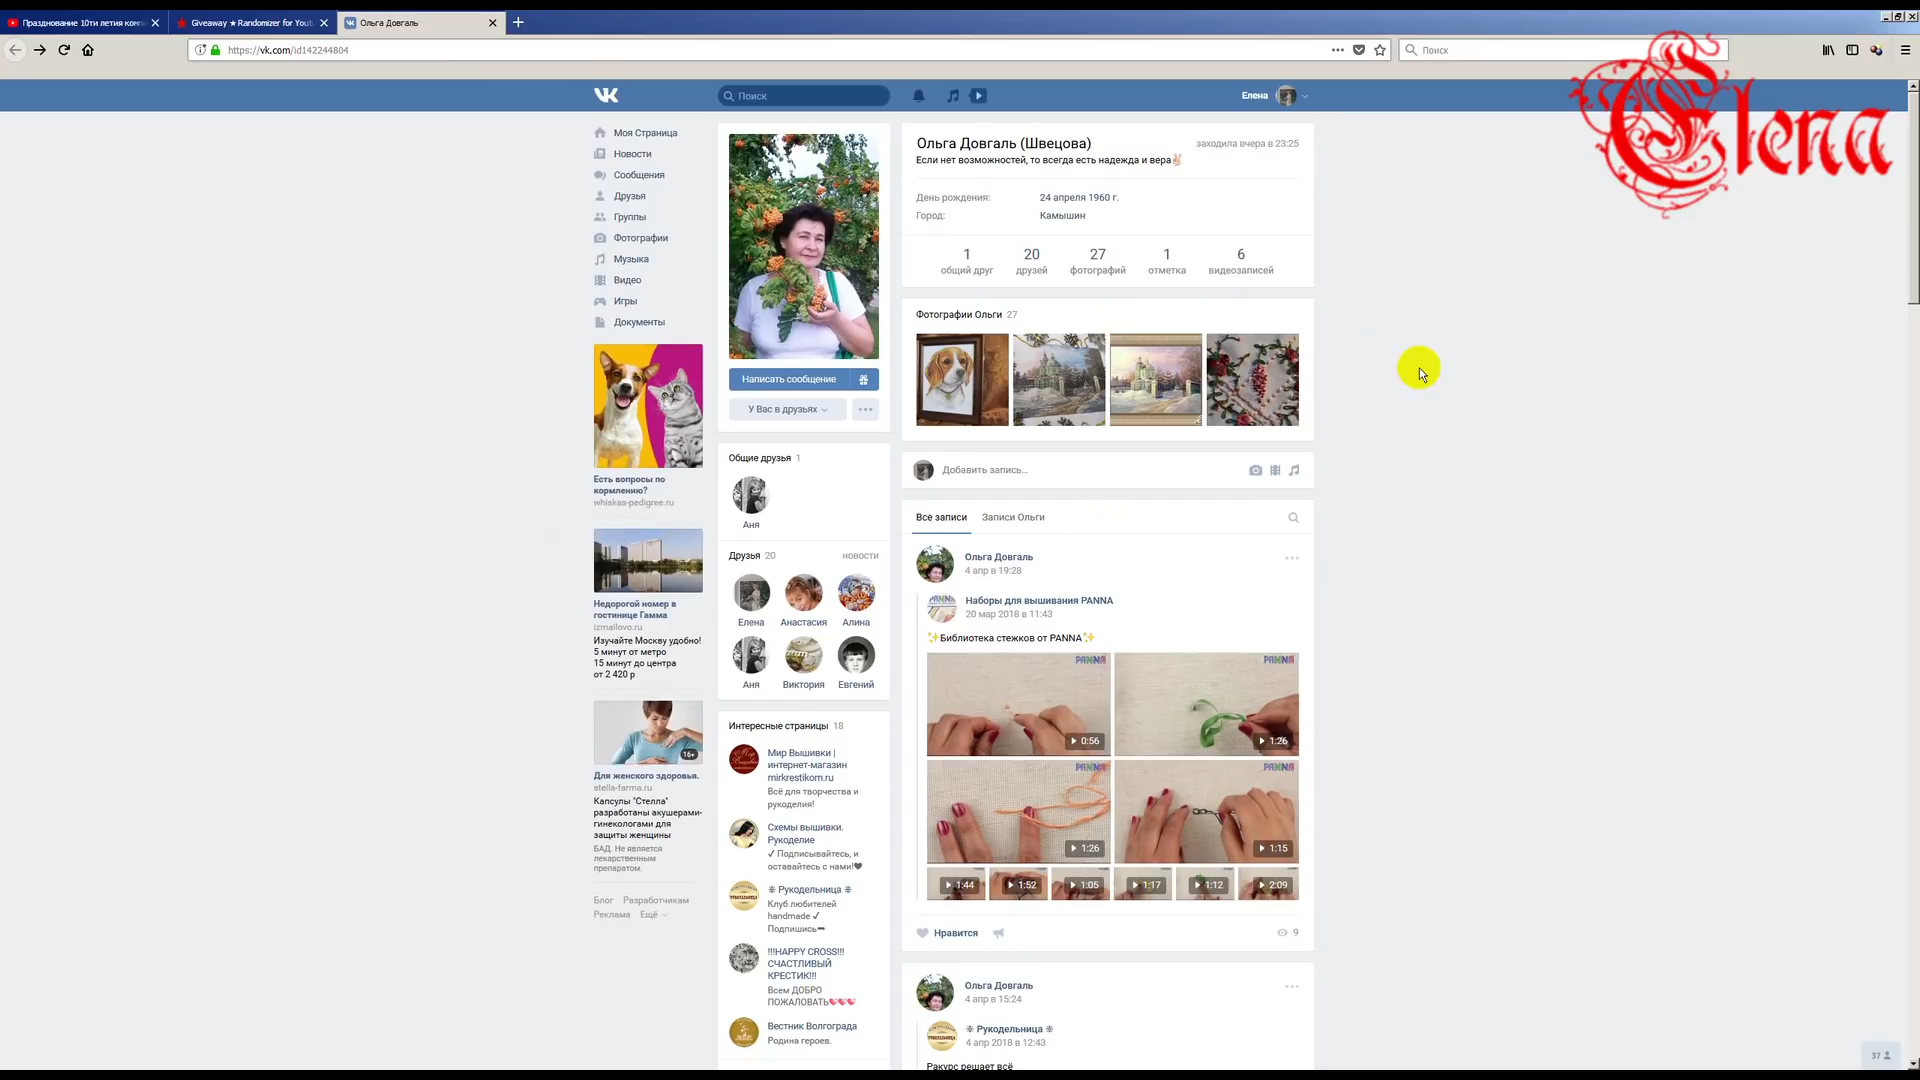 Празднование 10ти летия комп
Giveaway ★Randomizer for Yout
Ольга Довгаль
https://vk.com/id142244804
Поиск
Elena
Поиск
Елена
Моя Страница
Новости
Сообщения
Друзья
Группы
Фотографии
Музыка
Видео
Игры
Документы
Есть вопросы по
кормлению?
whiskas-pedigree.ru
Недорогой номер в
гостинице Гамма
izmailovo.ru
Изучайте Москву удобно!
5 минут от метро
15 минут до центра
от 2 420 р
16+
Для женского здоровья.
stella-farma.ru
Капсулы "Стелла"
разработаны акушерами-
гинекологами для
защиты женщины
БАД. Не является
лекарственным
препаратом.
Блог Разработчикам
Реклама Ещё
Написать сообщение
У Вас в друзьях
Общие друзья 1
Аня
Друзья 20 новости
Елена Анастасия Алина
Аня Виктория Евгений
Интересные страницы 18
Мир Вышивки |
интернет-магазин
mirkrestikom.ru
Всё для творчества и
рукоделия!
Схемы вышивки.
Рукоделие
✓ Подписывайтесь, и
оставайтесь с нами!♥
❈ Рукодельница ❈
Клуб любителей
handmade ✓
Подпишись➦
!!!HAPPY CROSS!!!
СЧАСТЛИВЫЙ
КРЕСТИК!!!
Всем ДОБРО
ПОЖАЛОВАТЬ💕💕💕
Вестник Волгограда
Родина героев.
Ольга Довгаль (Швецова) заходила вчера в 23:25
Если нет возможностей, то всегда есть надежда и вера✌
День рождения: 24 апреля 1960 г.
Город: Камышин
1 20 27 1 6
общий друг друзей фотографий отметка видеозаписей
Фотографии Ольги 27
Добавить запись...
Все записи Записи Ольги
Ольга Довгаль
4 апр в 19:28
Наборы для вышивания PANNA
20 мар 2018 в 11:43
✨Библиотека стежков от PANNA✨
PANNA PANNA
0:56 1:26
PANNA PANNA
1:26 1:15
1:44 1:52 1:05 1:17 1:12 2:09
Нравится 9
Ольга Довгаль
4 апр в 15:24
❈ Рукодельница ❈
4 апр 2018 в 12:43
Ракурс решает всё
37